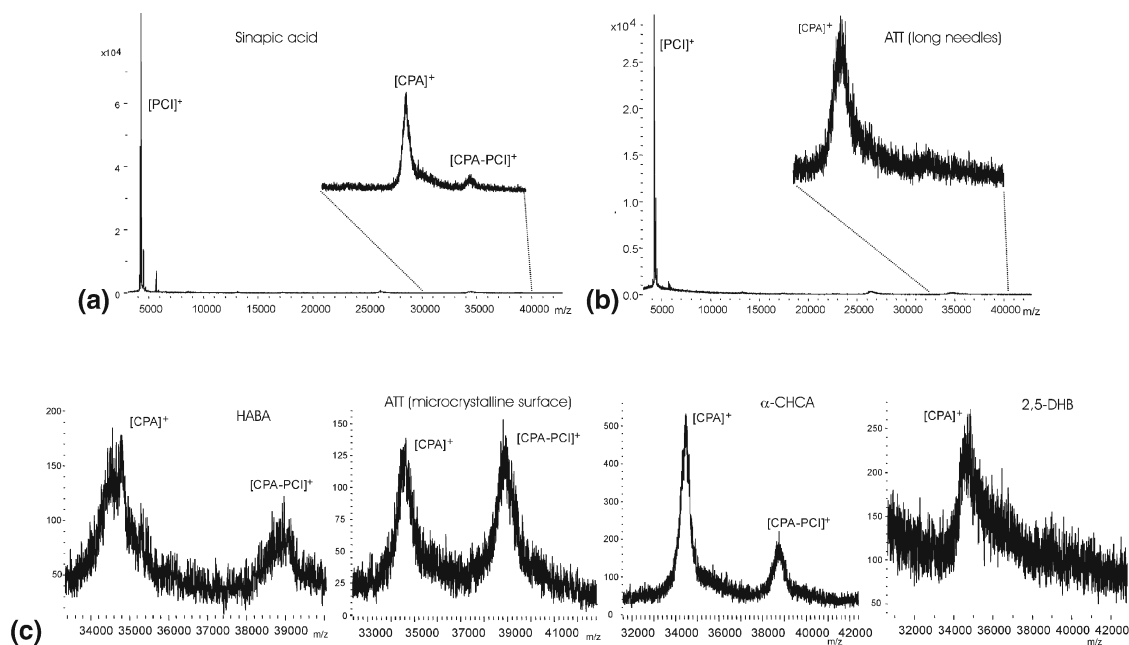 Sinapic acid
x10⁴
[PCI]⁺
[CPA]⁺
[CPA-PCI]⁺
6
4
2
0
5000 10000 15000 20000 25000 30000 35000 40000 m/z
(a)
x10⁴
[PCI]⁺
[CPA]⁺
ATT (long needles)
2.5
2.0
1.5
1.0
0.5
0.0
5000 10000 15000 20000 25000 30000 35000 40000 m/z
(b)
HABA
[CPA]⁺
[CPA-PCI]⁺
200
150
100
50
34000 35000 36000 37000 38000 39000 m/z
ATT (microcrystalline surface)
[CPA]⁺
[CPA-PCI]⁺
150
125
100
75
50
25
0
33000 35000 37000 39000 41000 m/z
α-CHCA
[CPA]⁺
[CPA-PCI]⁺
500
400
300
200
100
0
32000 34000 36000 38000 40000 42000 m/z
2,5-DHB
[CPA]⁺
250
200
150
100
50
32000 34000 36000 38000 40000 42000 m/z
(c)